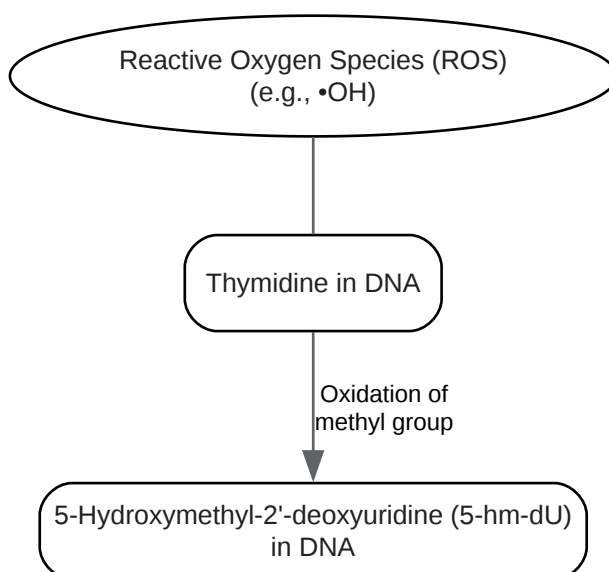 Reactive Oxygen Species (ROS)
(e.g., •OH)
Thymidine in DNA
Oxidation of
methyl group
5-Hydroxymethyl-2'-deoxyuridine (5-hm-dU)
in DNA